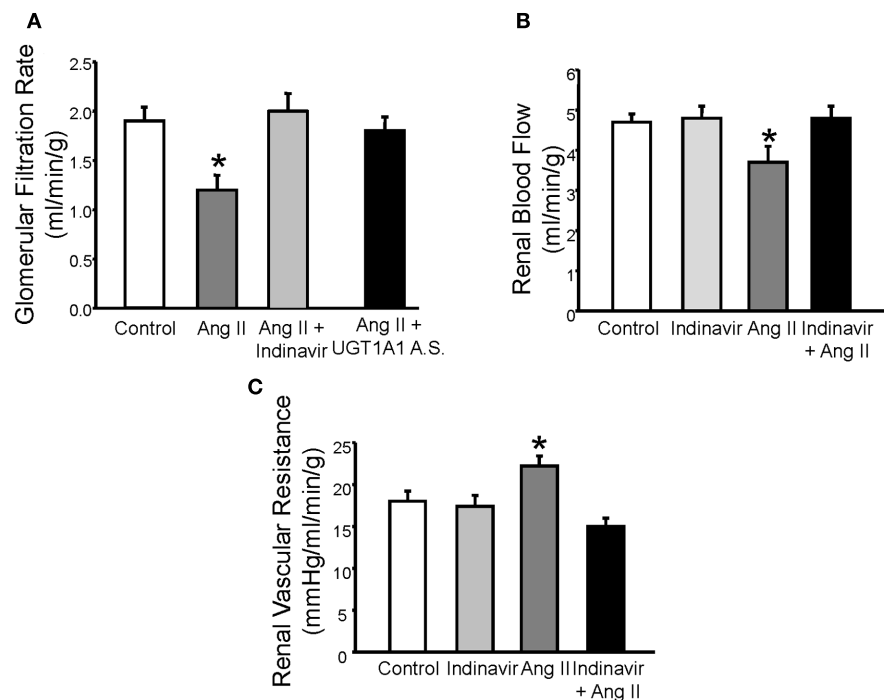 A
Glomerular Filtration Rate
(ml/min/g)
2.5
2.0
1.5
1.0
0.5
0.0
*
Control
Ang II
Ang II +
Indinavir
Ang II +
UGT1A1 A.S.
B
Renal Blood Flow
(ml/min/g)
6
5
4
3
2
1
0
*
Control
Indinavir
Ang II
Indinavir
+ Ang II
C
Renal Vascular Resistance
(mmHg/ml/min/g)
25
20
15
10
5
0
*
Control
Indinavir
Ang II
Indinavir
+ Ang II